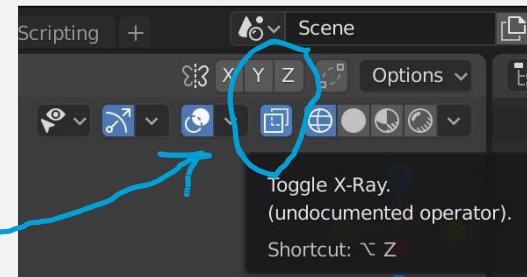 Scripting +
Scene
X Y Z Options
Toggle X-Ray.
(undocumented operator).
Shortcut: ⌥ Z